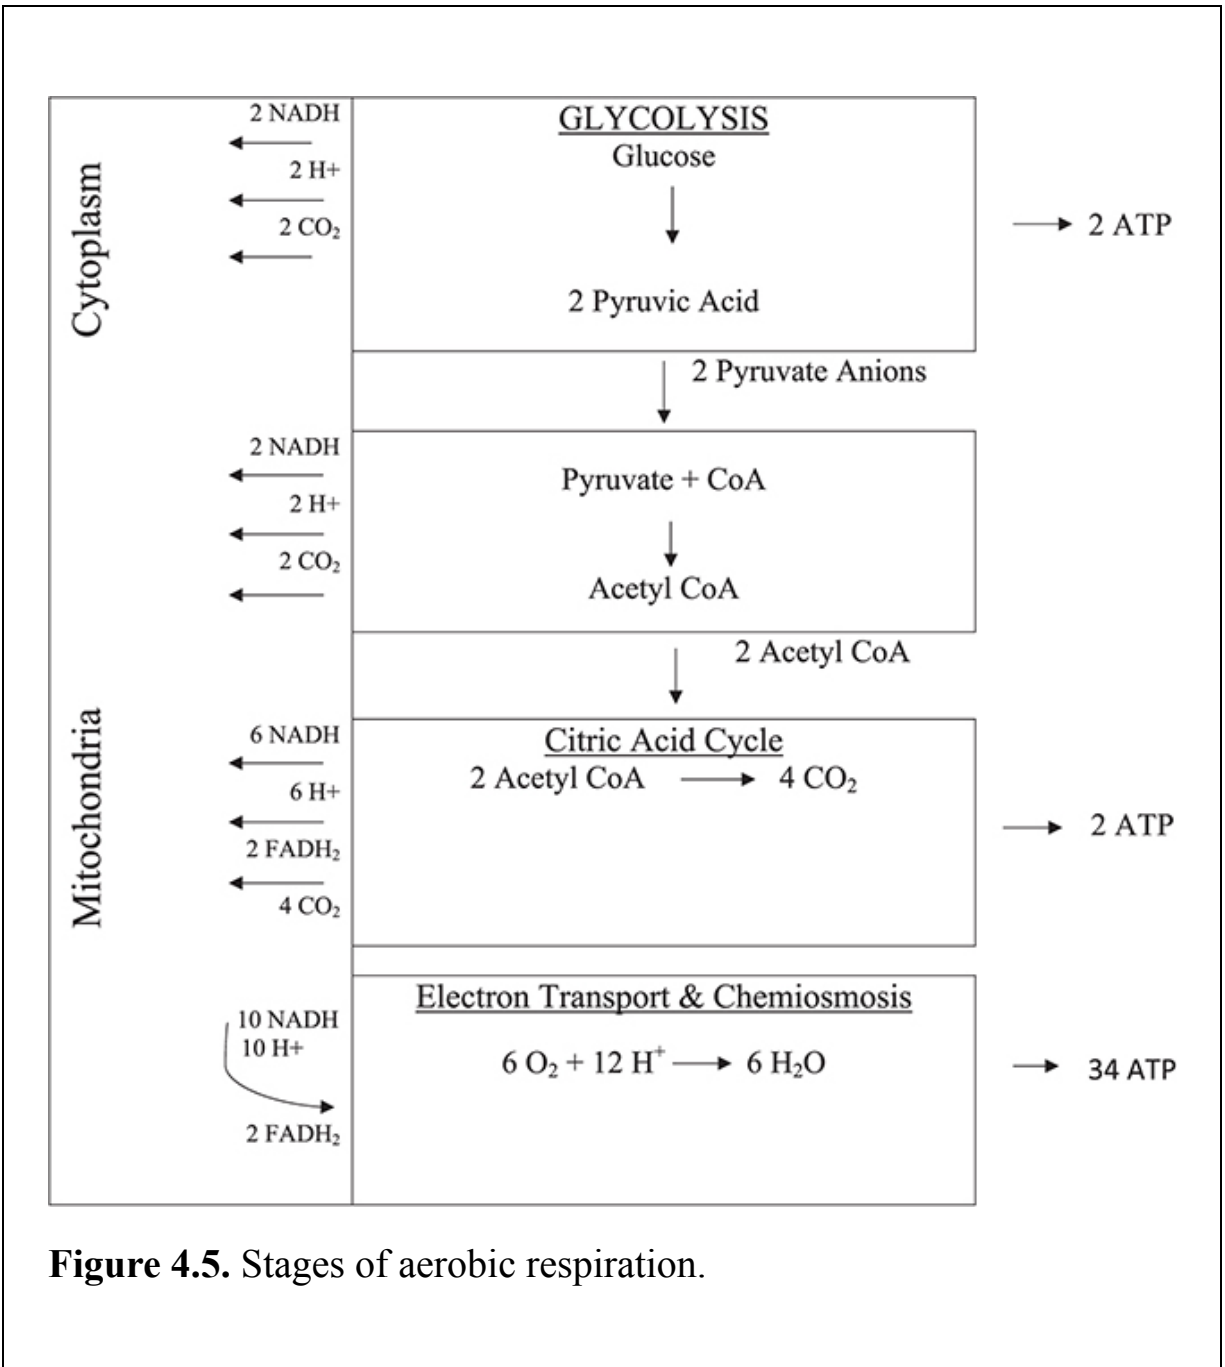 2 NADH
2 H+
2 CO₂
Cytoplasm
GLYCOLYSIS
Glucose
2 Pyruvic Acid
2 ATP
2 Pyruvate Anions
2 NADH
2 H+
2 CO₂
Pyruvate + CoA
Acetyl CoA
2 Acetyl CoA
Mitochondria
6 NADH
6 H+
2 FADH₂
4 CO₂
Citric Acid Cycle
2 Acetyl CoA → 4 CO₂
2 ATP
10 NADH
10 H+
2 FADH₂
Electron Transport & Chemiosmosis
6 O₂ + 12 H⁺ → 6 H₂O
34 ATP
Figure 4.5. Stages of aerobic respiration.